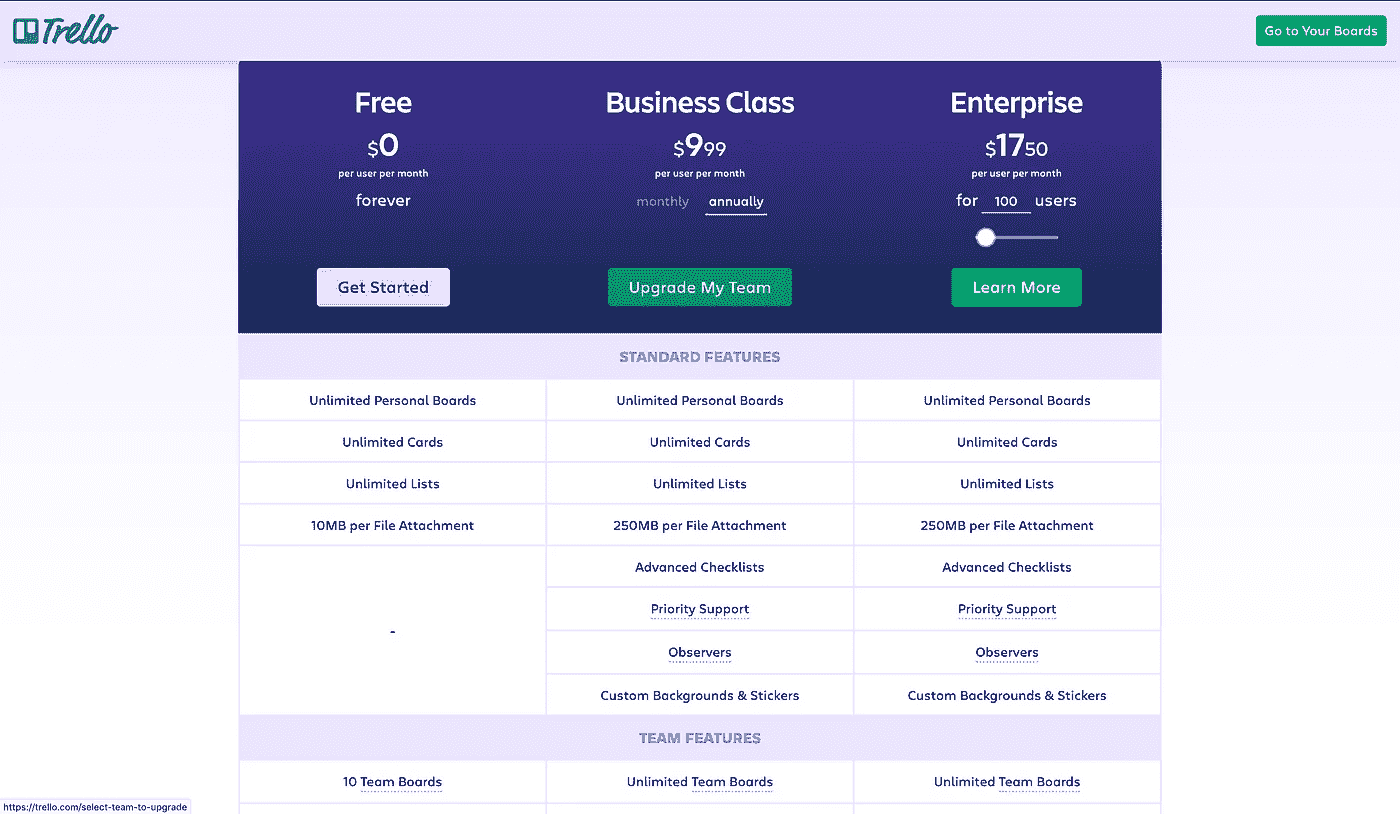 Trello
Go to Your Boards
Free Business Class Enterprise
$0 $999 $1750
per user per month per user per month per user per month
forever monthly annually for 100 users
Get Started Upgrade My Team Learn More
STANDARD FEATURES
Unlimited Personal Boards Unlimited Personal Boards Unlimited Personal Boards
Unlimited Cards Unlimited Cards Unlimited Cards
Unlimited Lists Unlimited Lists Unlimited Lists
10MB per File Attachment 250MB per File Attachment 250MB per File Attachment
Advanced Checklists Advanced Checklists
-
Priority Support Priority Support
Observers Observers
Custom Backgrounds & Stickers Custom Backgrounds & Stickers
TEAM FEATURES
10 Team Boards Unlimited Team Boards Unlimited Team Boards
https://trello.com/select-team-to-upgrade